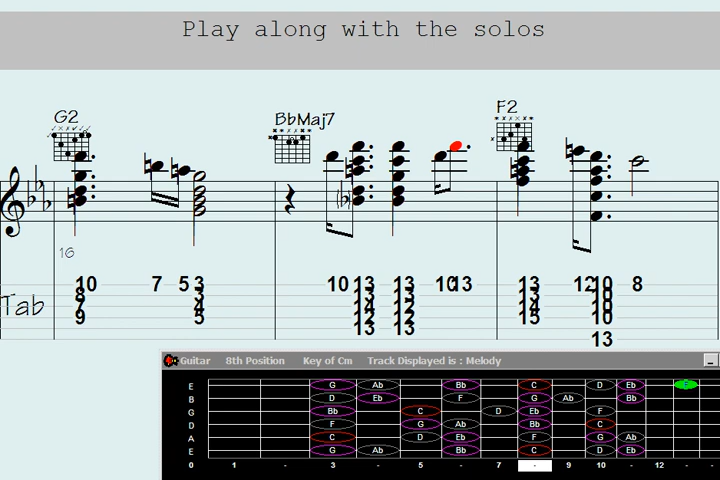 Play along with the solos
G2
BbMaj7
F2
16
Tab
10 7 5 3 10 13 13 10 13 13 12 10 8
Guitar 8th Position Key of Cm Track Displayed is : Melody
E G Ab Bb C D Eb
B D Eb F G Ab Bb
G Bb C D Eb F
D F G Ab Bb C
A C D Eb F G Ab
E G Ab Bb C D Eb
0 1 - 3 - 5 - 7 - 9 10 - 12 - -